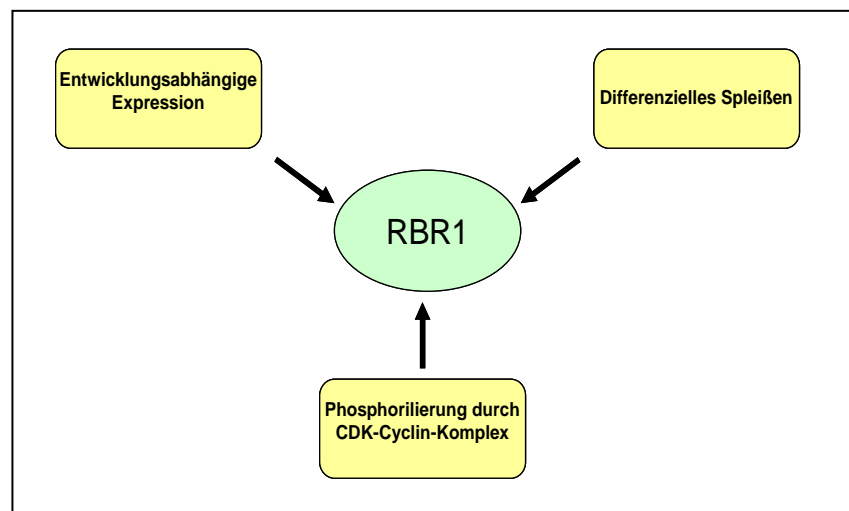 Entwicklungsabhängige
Expression
Differenzielles Spleißen
RBR1
Phosphorilierung durch
CDK-Cyclin-Komplex